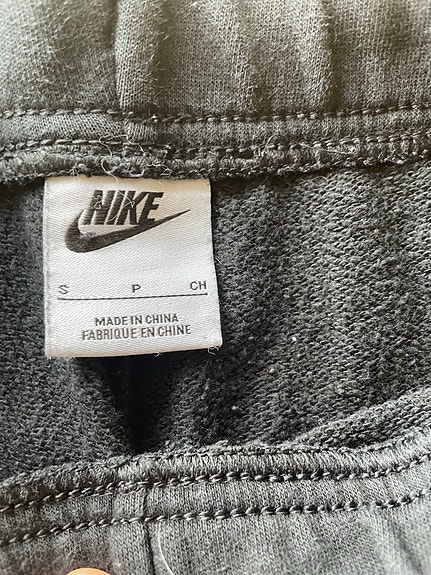 NIKE
S P CH
MADE IN CHINA
FABRIQUE EN CHINE